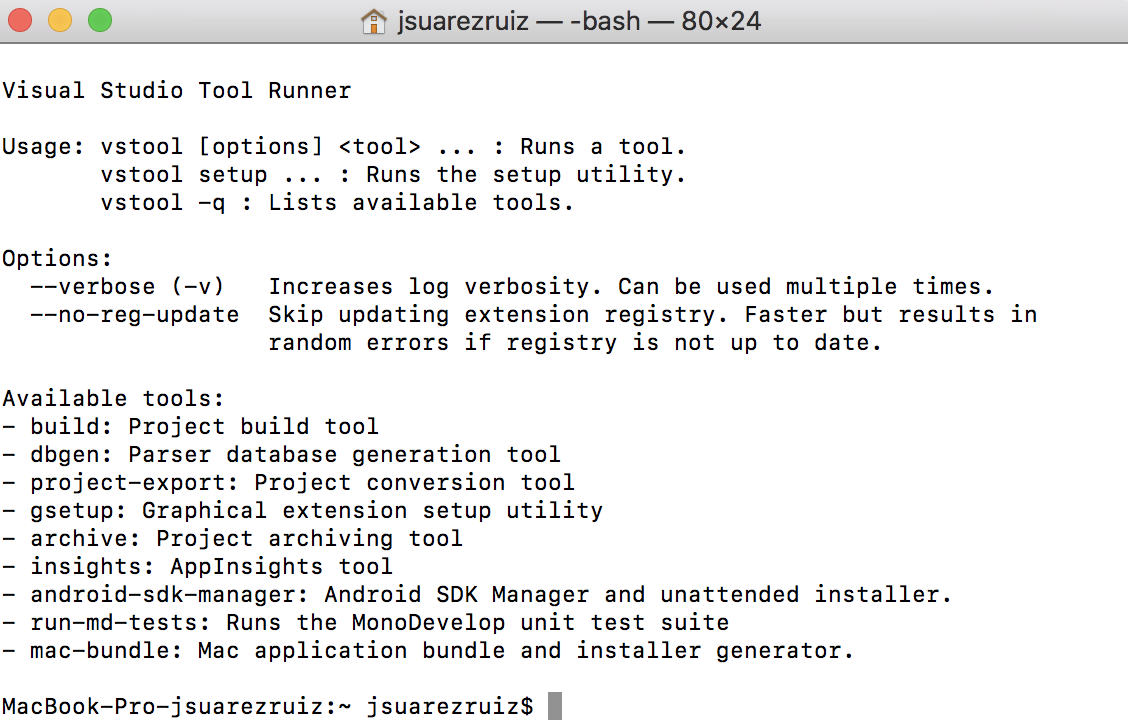 jsuarezruiz — -bash — 80×24
Visual Studio Tool Runner
Usage: vstool [options] <tool> ... : Runs a tool.
vstool setup ... : Runs the setup utility.
vstool -q : Lists available tools.
Options:
--verbose (-v)   Increases log verbosity. Can be used multiple times.
--no-reg-update  Skip updating extension registry. Faster but results in
random errors if registry is not up to date.
Available tools:
- build: Project build tool
- dbgen: Parser database generation tool
- project-export: Project conversion tool
- gsetup: Graphical extension setup utility
- archive: Project archiving tool
- insights: AppInsights tool
- android-sdk-manager: Android SDK Manager and unattended installer.
- run-md-tests: Runs the MonoDevelop unit test suite
- mac-bundle: Mac application bundle and installer generator.
MacBook-Pro-jsuarezruiz:~ jsuarezruiz$